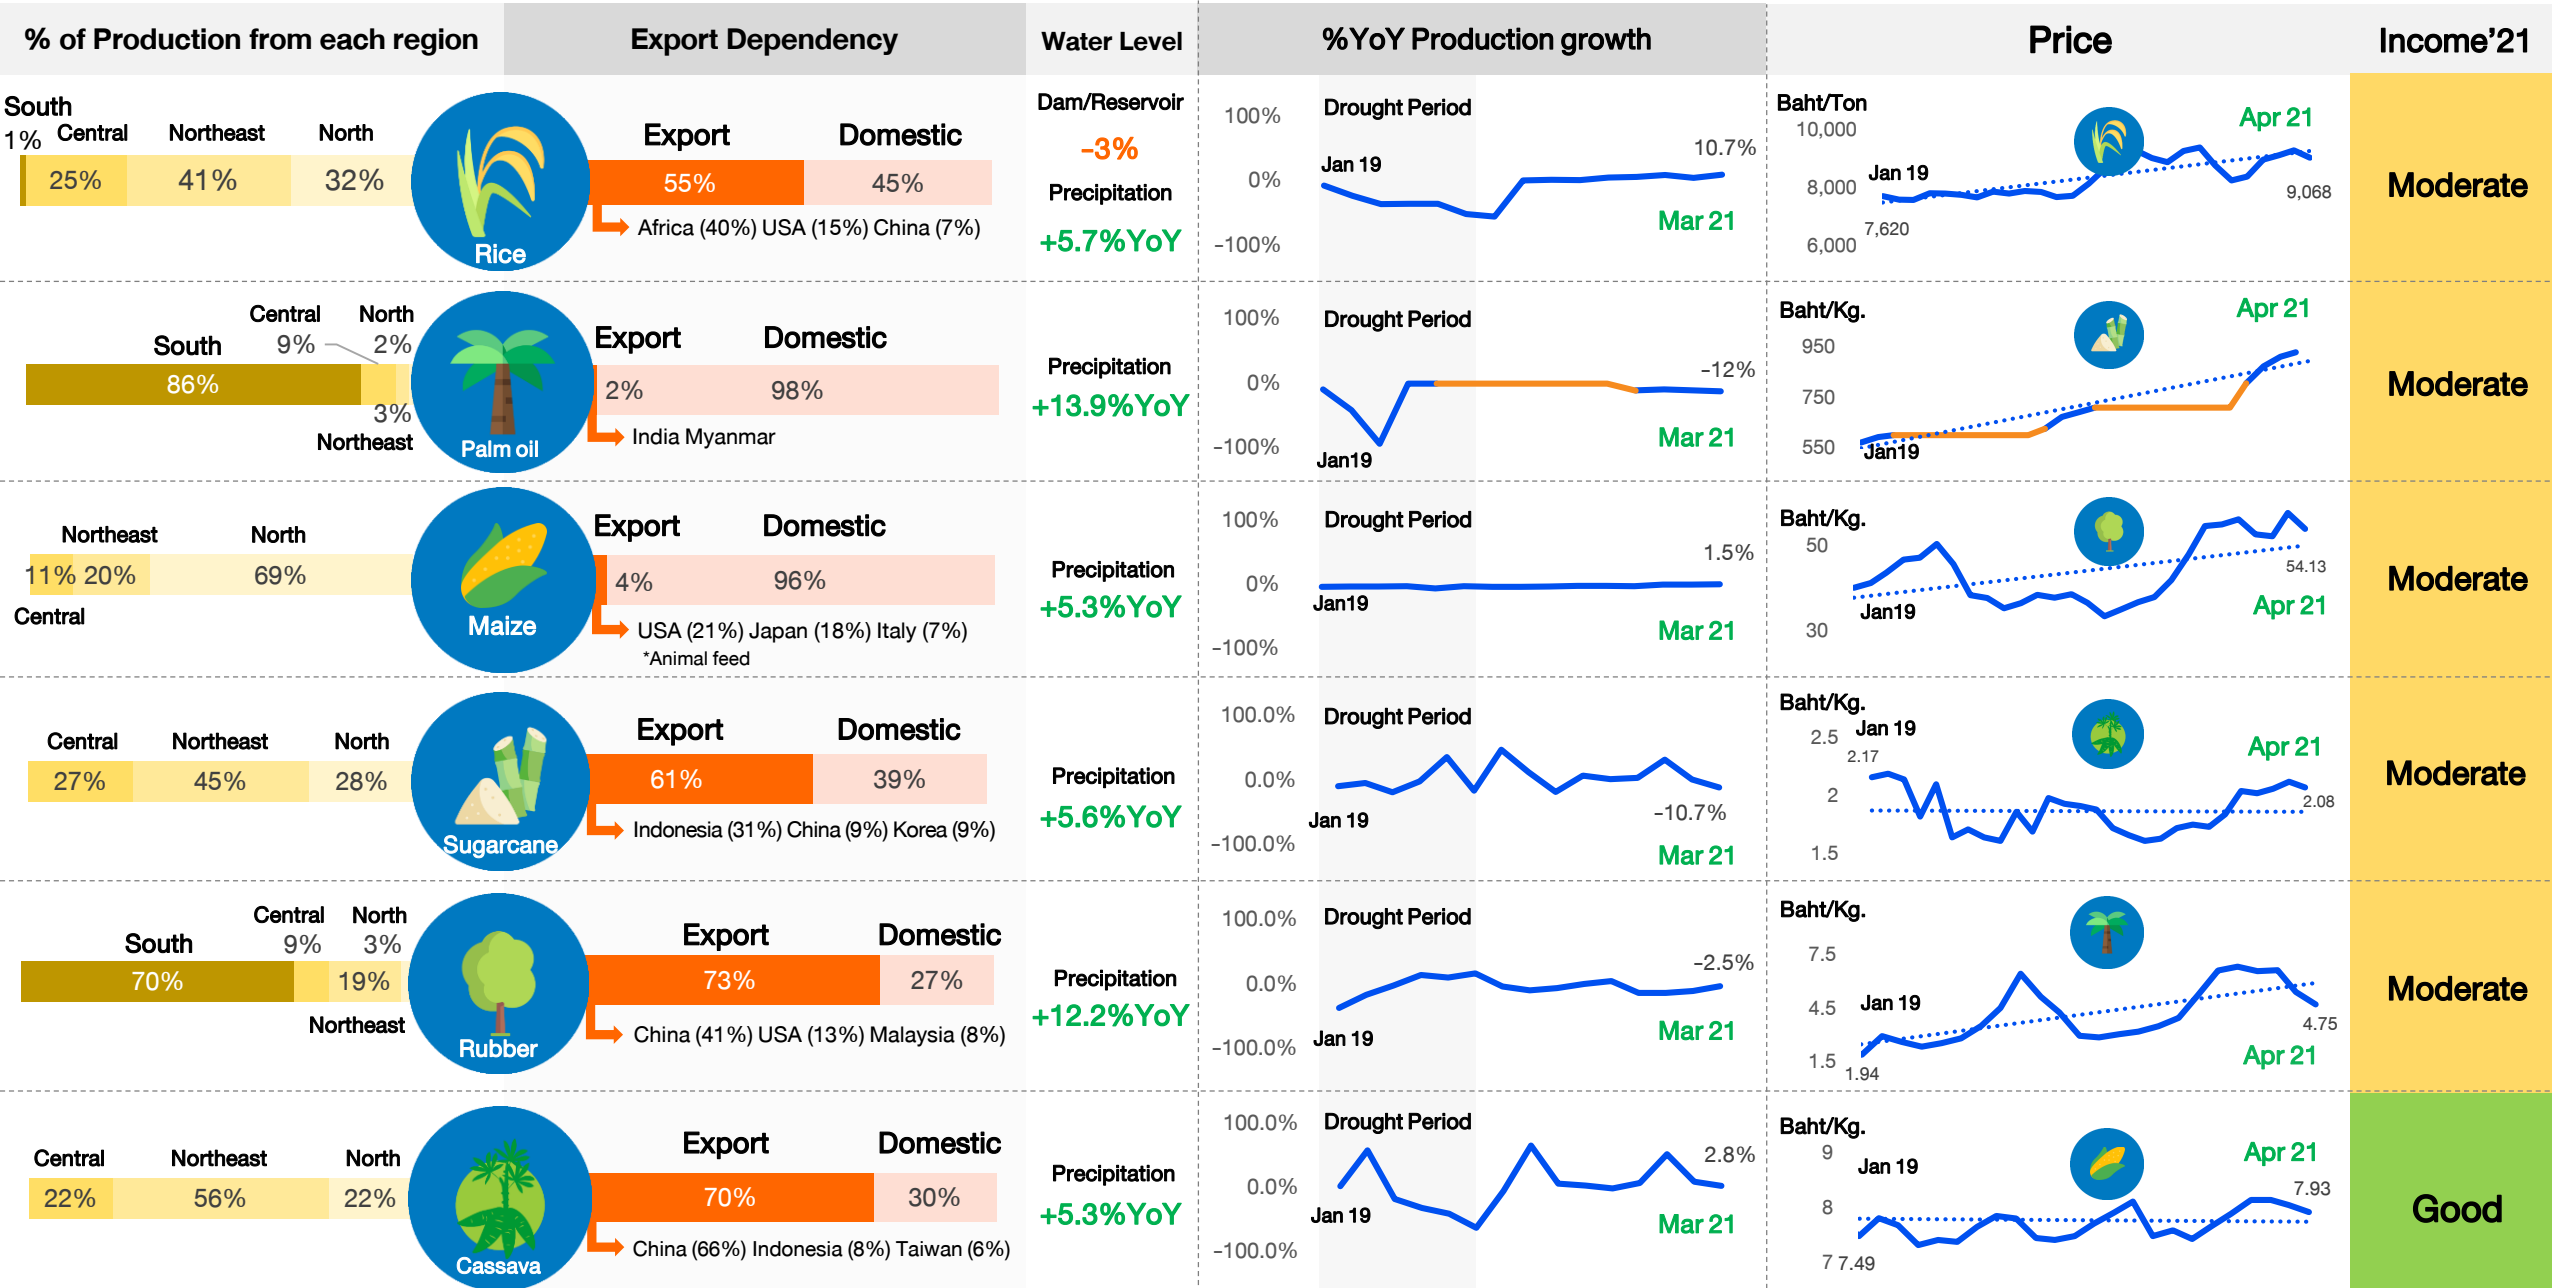 % of Production from each region
Export Dependency
Water Level
%YoY Production growth
Price
Income’21
South
1%
Central
Northeast
North
25%
41%
32%
Rice
Export
Domestic
55%
45%
Africa (40%) USA (15%) China (7%)
Dam/Reservoir
-3%
Precipitation
+5.7%YoY
100%
0%
-100%
Drought Period
Jan 19
10.7%
Mar 21
Baht/Ton
10,000
8,000
6,000
Jan 19
7,620
Apr 21
9,068
Moderate
Central
North
South
9%
2%
86%
3%
Northeast
Palm oil
Export
Domestic
2%
98%
India Myanmar
Precipitation
+13.9%YoY
100%
0%
-100%
Drought Period
Jan19
-12%
Mar 21
Baht/Kg.
950
750
550
Jan19
Apr 21
Moderate
Northeast
North
11%
20%
69%
Central
Maize
Export
Domestic
4%
96%
USA (21%) Japan (18%) Italy (7%)
*Animal feed
Precipitation
+5.3%YoY
100%
0%
-100%
Drought Period
Jan19
1.5%
Mar 21
Baht/Kg.
50
30
Jan19
54.13
Apr 21
Moderate
Central
Northeast
North
27%
45%
28%
Sugarcane
Export
Domestic
61%
39%
Indonesia (31%) China (9%) Korea (9%)
Precipitation
+5.6%YoY
100.0%
0.0%
-100.0%
Drought Period
Jan 19
-10.7%
Mar 21
Baht/Kg.
2.5
2
1.5
Jan 19
2.17
Apr 21
2.08
Moderate
Central
North
South
9%
3%
70%
19%
Northeast
Rubber
Export
Domestic
73%
27%
China (41%) USA (13%) Malaysia (8%)
Precipitation
+12.2%YoY
100.0%
0.0%
-100.0%
Drought Period
Jan 19
-2.5%
Mar 21
Baht/Kg.
7.5
4.5
1.5
Jan 19
1.94
4.75
Apr 21
Moderate
Central
Northeast
North
22%
56%
22%
Cassava
Export
Domestic
70%
30%
China (66%) Indonesia (8%) Taiwan (6%)
Precipitation
+5.3%YoY
100.0%
0.0%
-100.0%
Drought Period
Jan 19
2.8%
Mar 21
Baht/Kg.
9
8
7
Jan 19
7.49
Apr 21
7.93
Good